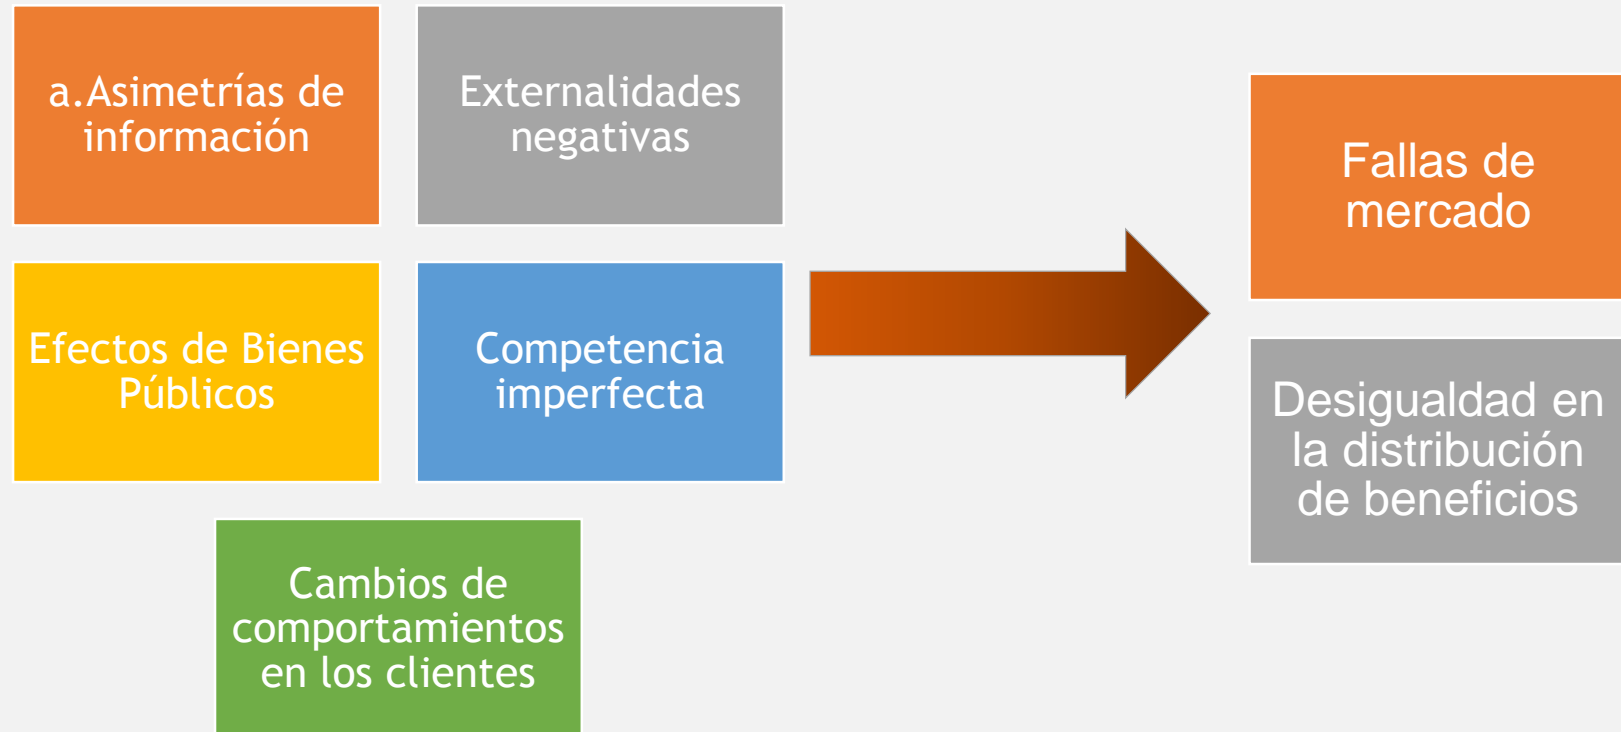 a.Asimetrías de
información
Externalidades
negativas
Efectos de Bienes
Públicos
Competencia
imperfecta
Cambios de
comportamientos
en los clientes
Fallas de
mercado
Desigualdad en
la distribución
de beneficios